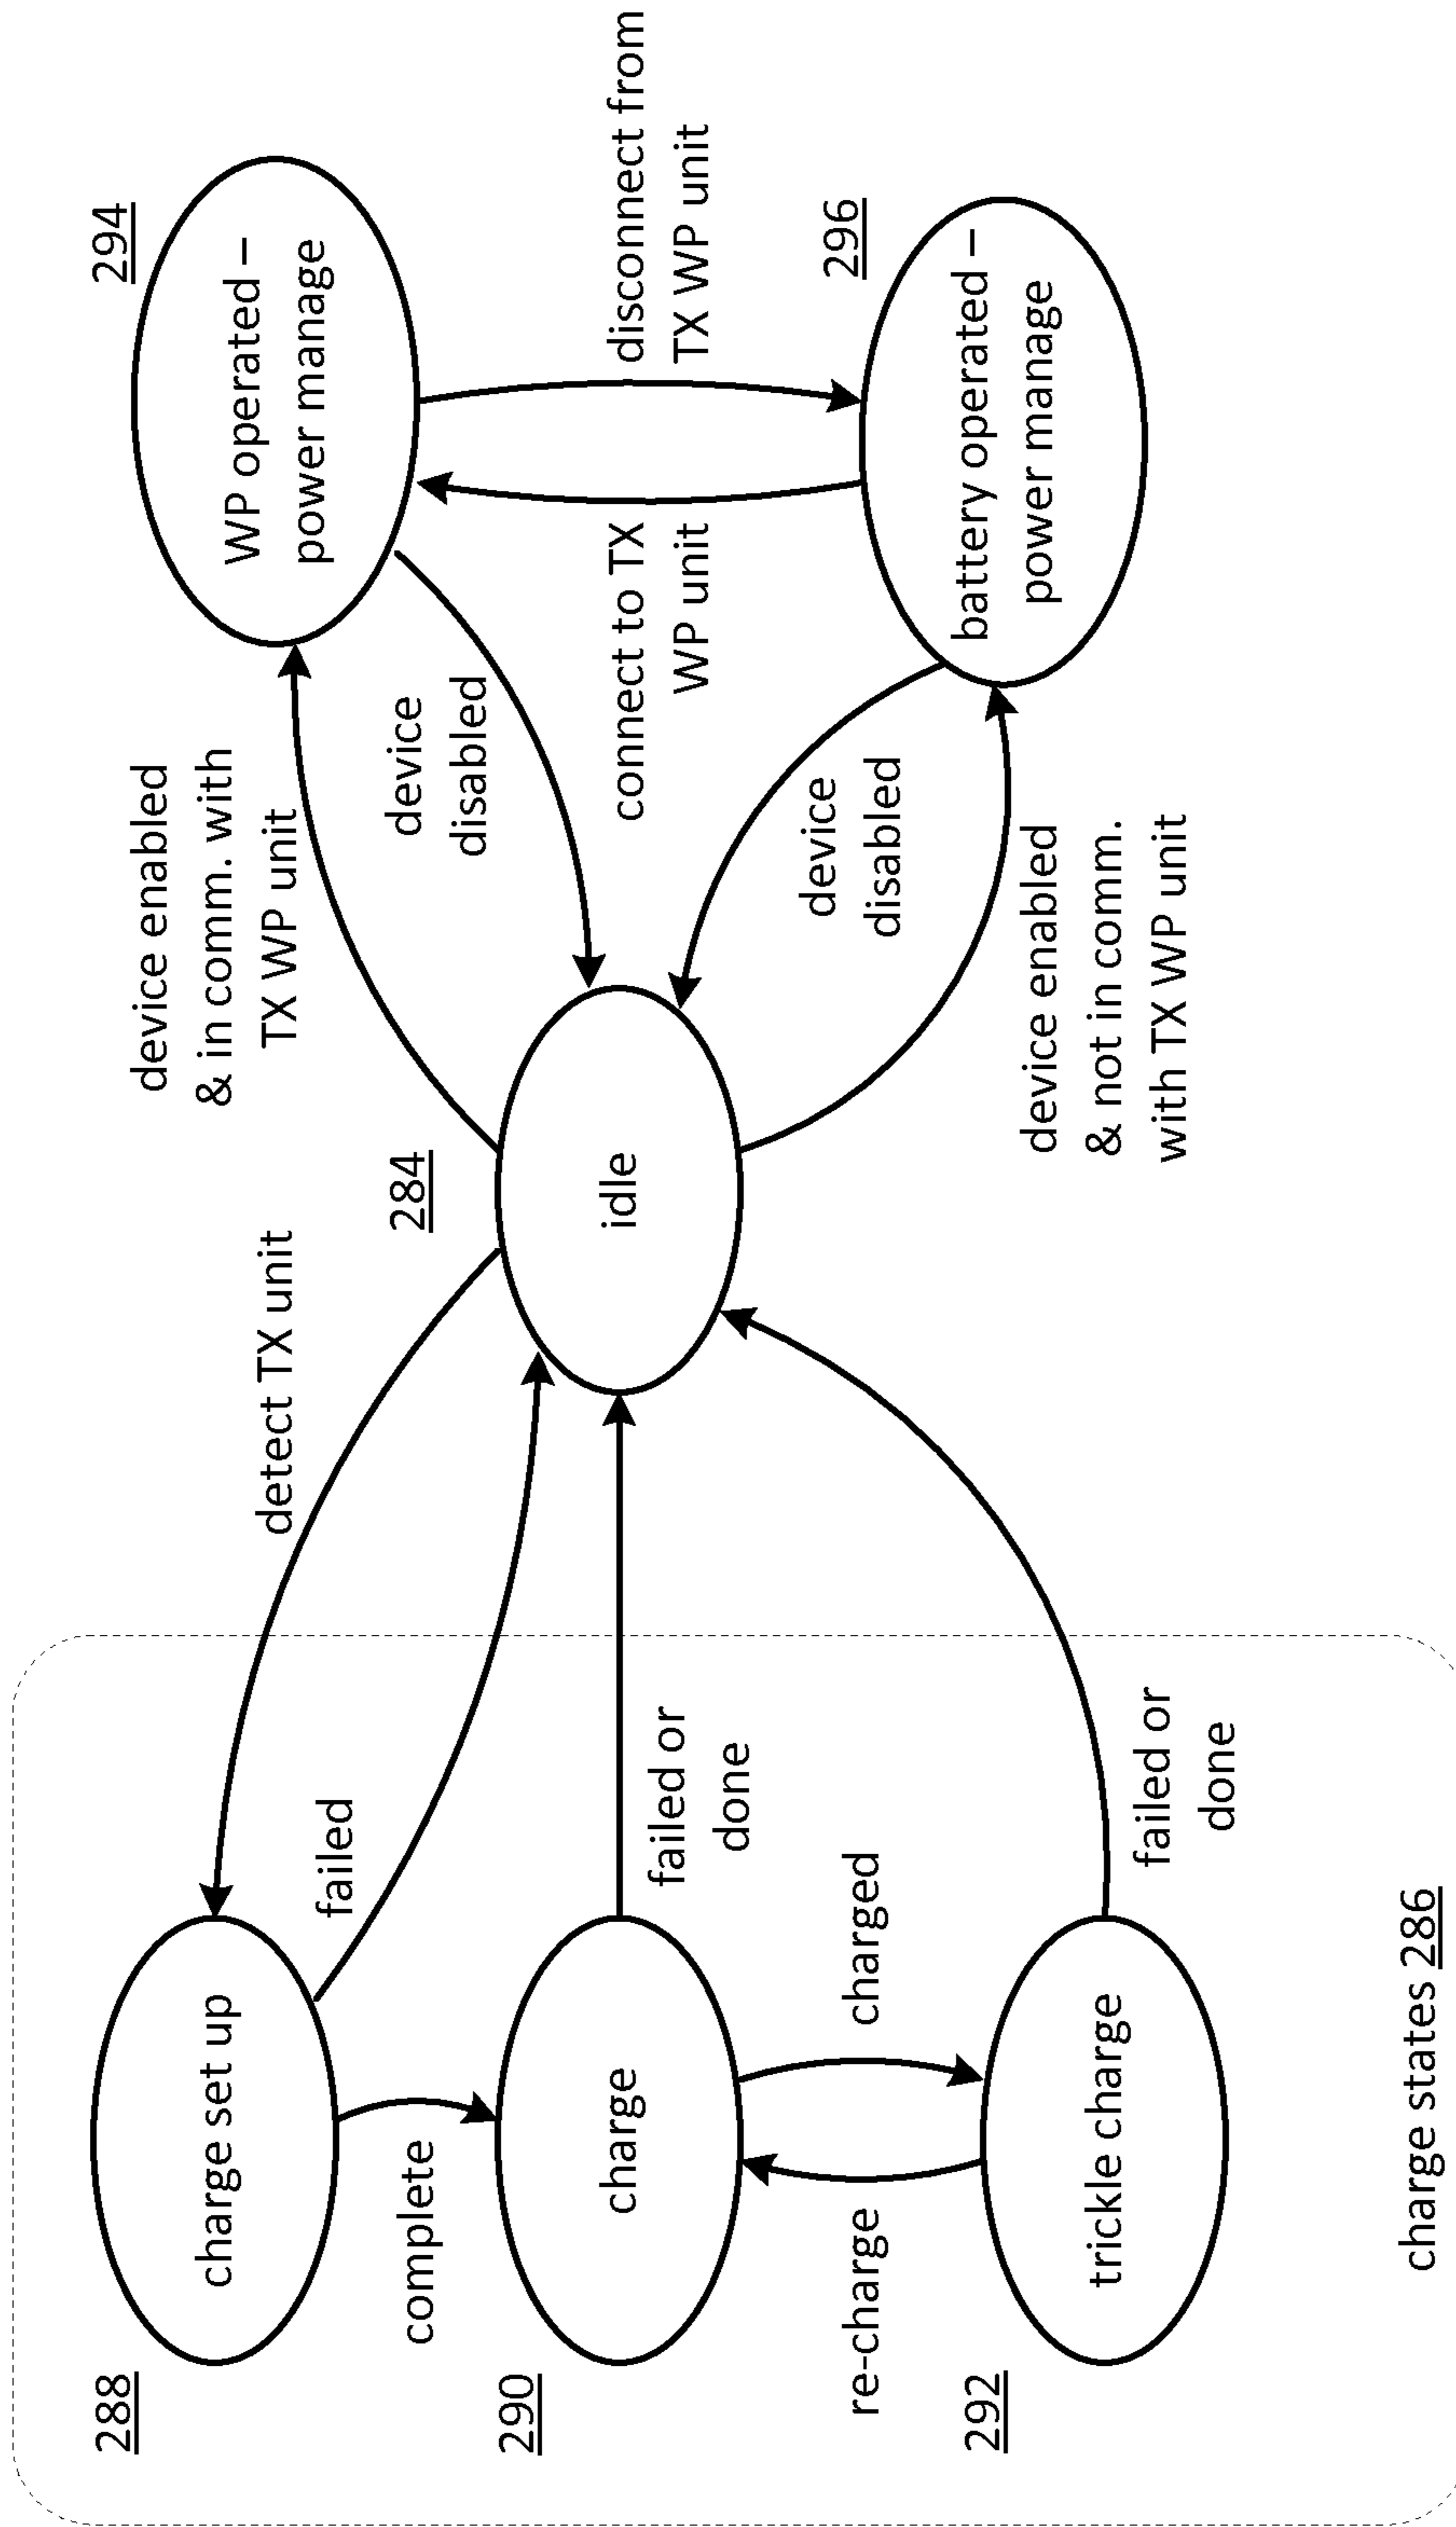 288
charge set up
detect TX unit
failed
complete
290
charge
failed or
done
re-charge
charged
292
trickle charge
failed or
done
charge states 286
284
idle
device enabled
& in comm. with
TX WP unit
294
WP operated –
power manage
device
disabled
disconnect from
TX WP unit
connect to TX
WP unit
296
battery operated –
power manage
device
disabled
device enabled
& not in comm.
with TX WP unit